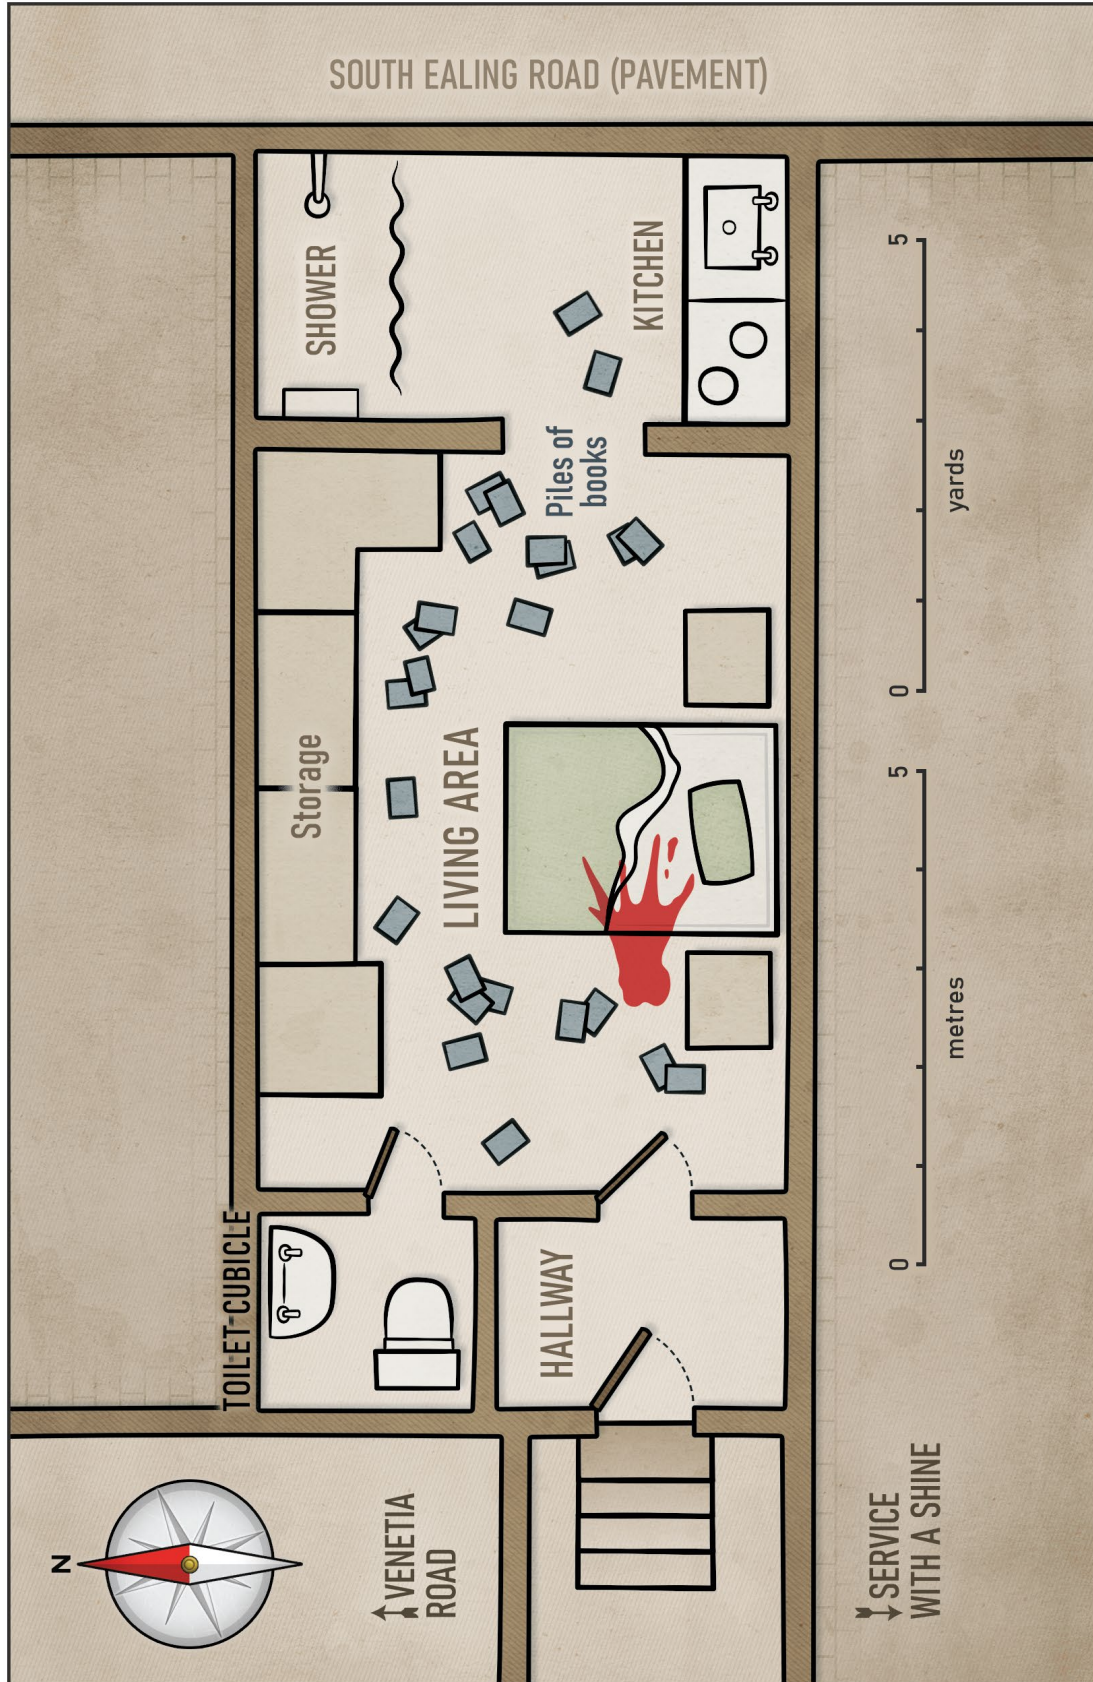 SOUTH EALING ROAD (PAVEMENT)
SHOWER
KITCHEN
5
Piles of
books
yards
0
Storage
LIVING AREA
5
metres
0
TOILET CUBICLE
HALLWAY
N
VENETIA
ROAD
SERVICE
WITH A SHINE